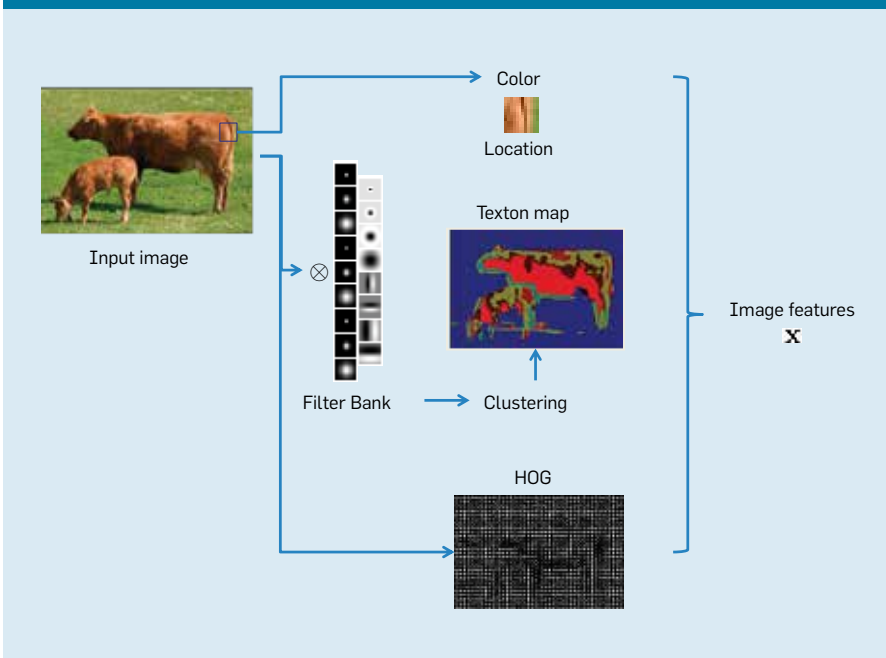 Color
Location
Input image
Texton map
Image features
x
Filter Bank
Clustering
HOG